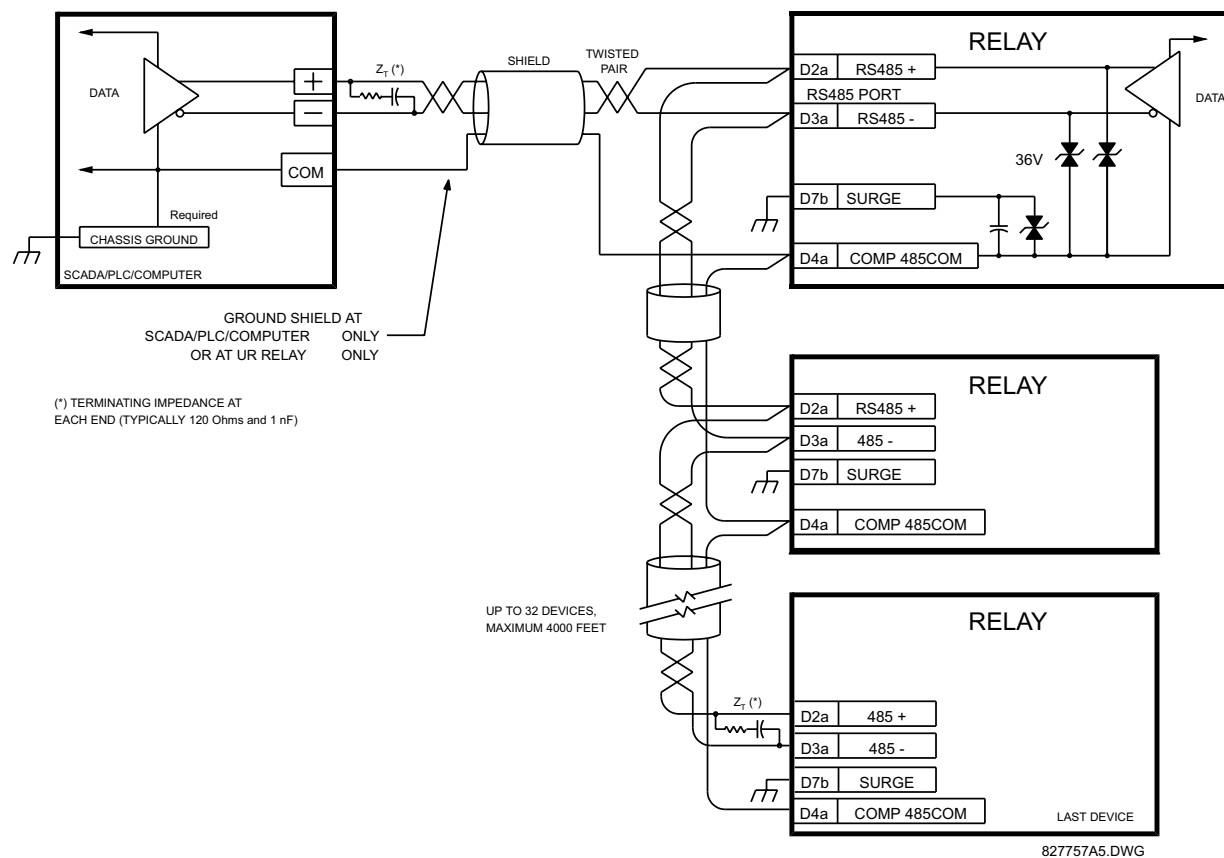 DATA
Z_T (*)
SHIELD
TWISTED
PAIR
+
−
COM
Required
CHASSIS GROUND
SCADA/PLC/COMPUTER
RELAY
D2a RS485 +
RS485 PORT
D3a RS485 -
DATA
36V
D7b SURGE
D4a COMP 485COM
GROUND SHIELD AT
SCADA/PLC/COMPUTER ONLY
OR AT UR RELAY ONLY
(*) TERMINATING IMPEDANCE AT
EACH END (TYPICALLY 120 Ohms and 1 nF)
RELAY
D2a RS485 +
D3a 485 -
D7b SURGE
D4a COMP 485COM
UP TO 32 DEVICES,
MAXIMUM 4000 FEET
RELAY
Z_T (*)
D2a 485 +
D3a 485 -
D7b SURGE
D4a COMP 485COM
LAST DEVICE
827757A5.DWG